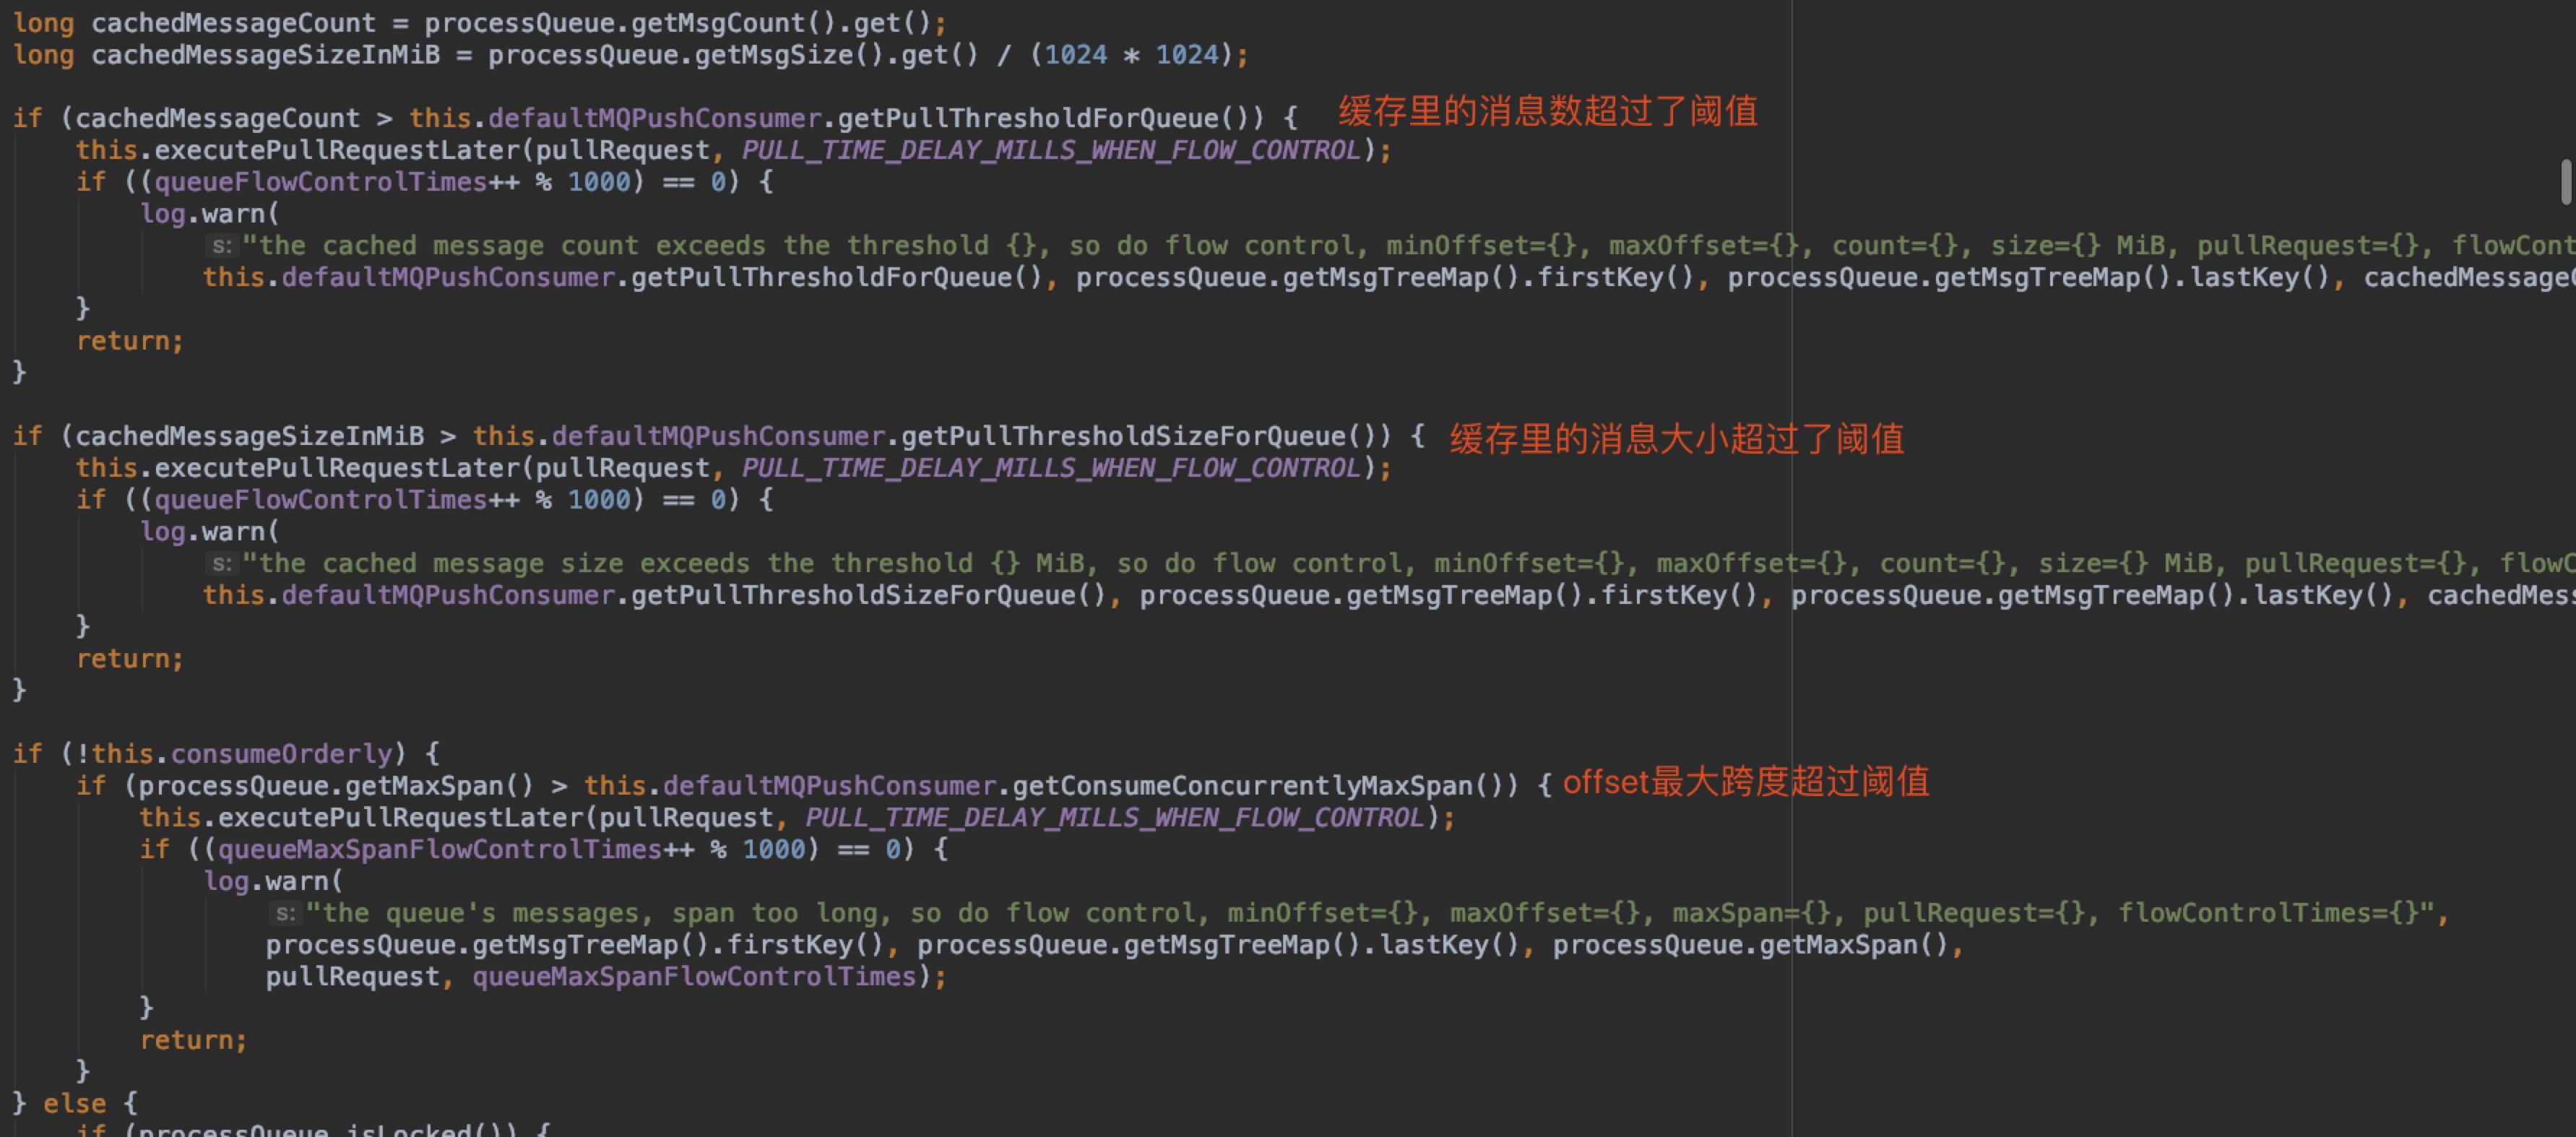 long cachedMessageCount = processQueue.getMsgCount().get();
long cachedMessageSizeInMiB = processQueue.getMsgSize().get() / (1024 * 1024);
if (cachedMessageCount > this.defaultMQPushConsumer.getPullThresholdForQueue()) { 缓存里的消息数超过了阈值
this.executePullRequestLater(pullRequest, PULL_TIME_DELAY_MILLS_WHEN_FLOW_CONTROL);
if ((queueFlowControlTimes++ % 1000) == 0) {
log.warn(
s: "the cached message count exceeds the threshold {}, so do flow control, minOffset={}, maxOffset={}, count={}, size={} MiB, pullRequest={}, flowCont
this.defaultMQPushConsumer.getPullThresholdForQueue(), processQueue.getMsgTreeMap().firstKey(), processQueue.getMsgTreeMap().lastKey(), cachedMessage
}
return;
}
if (cachedMessageSizeInMiB > this.defaultMQPushConsumer.getPullThresholdSizeForQueue()) { 缓存里的消息大小超过了阈值
this.executePullRequestLater(pullRequest, PULL_TIME_DELAY_MILLS_WHEN_FLOW_CONTROL);
if ((queueFlowControlTimes++ % 1000) == 0) {
log.warn(
s: "the cached message size exceeds the threshold {} MiB, so do flow control, minOffset={}, maxOffset={}, count={}, size={} MiB, pullRequest={}, flowC
this.defaultMQPushConsumer.getPullThresholdSizeForQueue(), processQueue.getMsgTreeMap().firstKey(), processQueue.getMsgTreeMap().lastKey(), cachedMess
}
return;
}
if (!this.consumeOrderly) {
if (processQueue.getMaxSpan() > this.defaultMQPushConsumer.getConsumeConcurrentlyMaxSpan()) { offset最大跨度超过阈值
this.executePullRequestLater(pullRequest, PULL_TIME_DELAY_MILLS_WHEN_FLOW_CONTROL);
if ((queueMaxSpanFlowControlTimes++ % 1000) == 0) {
log.warn(
s: "the queue's messages, span too long, so do flow control, minOffset={}, maxOffset={}, maxSpan={}, pullRequest={}, flowControlTimes={}",
processQueue.getMsgTreeMap().firstKey(), processQueue.getMsgTreeMap().lastKey(), processQueue.getMaxSpan(),
pullRequest, queueMaxSpanFlowControlTimes);
}
return;
}
} else {
if (processQueue.isLocked()) {